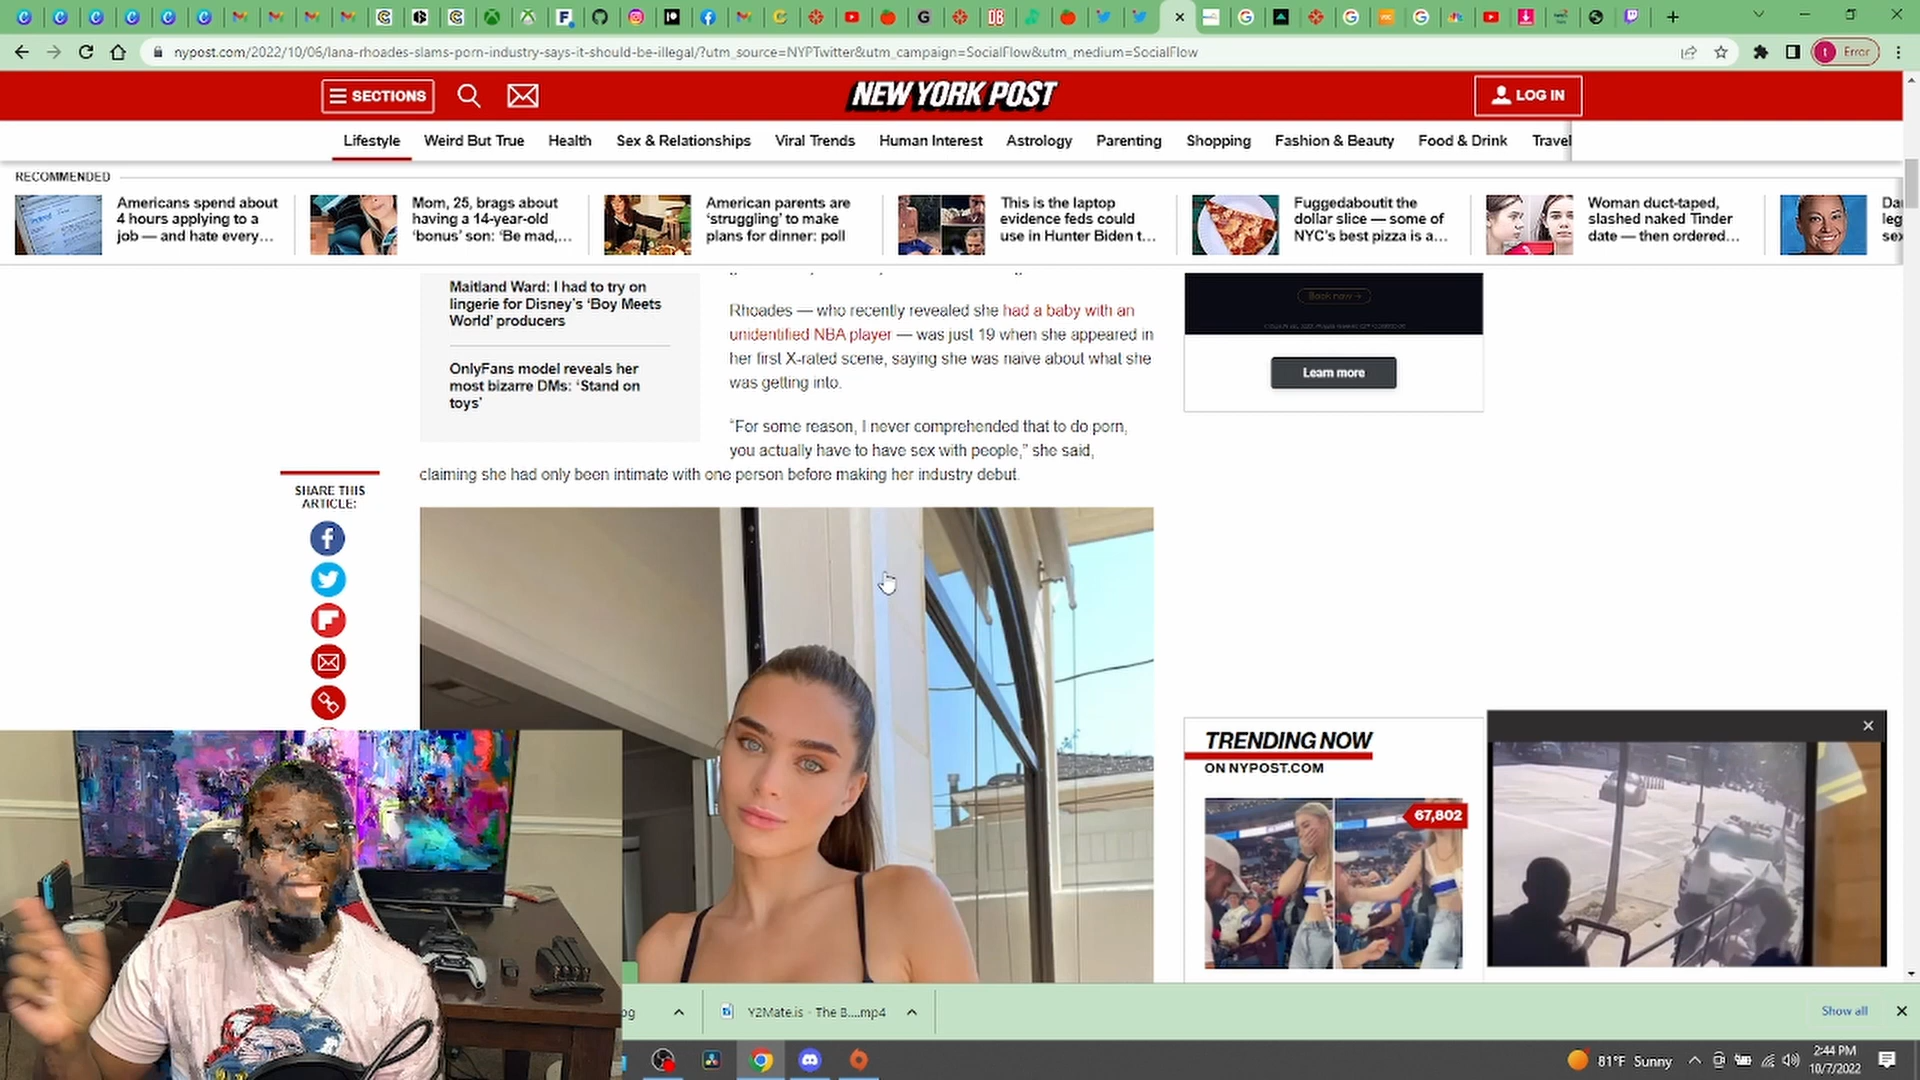 nypost.com/2022/10/06/lana-rhoades-slams-porn-industry-says-it-should-be-illegal/?utm_source=NYPTwitter&utm_campaign=SocialFlow&utm_medium=SocialFlow
Error
SECTIONS
NEW YORK POST
LOG IN
Lifestyle Weird But True Health Sex & Relationships Viral Trends Human Interest Astrology Parenting Shopping Fashion & Beauty Food & Drink Travel
RECOMMENDED
Americans spend about
4 hours applying to a
job — and hate every…
Mom, 25, brags about
having a 14-year-old
‘bonus’ son: ‘Be mad,…
American parents are
‘struggling’ to make
plans for dinner: poll
This is the laptop
evidence feds could
use in Hunter Biden t…
Fuggedaboutit the
dollar slice — some of
NYC’s best pizza is a…
Woman duct-taped,
slashed naked Tinder
date — then ordered…
Maitland Ward: I had to try on
lingerie for Disney’s ‘Boy Meets
World’ producers
OnlyFans model reveals her
most bizarre DMs: ‘Stand on
toys’
Rhoades — who recently revealed she had a baby with an
unidentified NBA player — was just 19 when she appeared in
her first X-rated scene, saying she was naive about what she
was getting into.
“For some reason, I never comprehended that to do porn,
you actually have to have sex with people,” she said,
claiming she had only been intimate with one person before making her industry debut.
Book now
Learn more
SHARE THIS
ARTICLE:
TRENDING NOW
ON NYPOST.COM
67,802
Y2Mate.is - The B....mp4
Show all
81°F Sunny
2:44 PM
10/7/2022